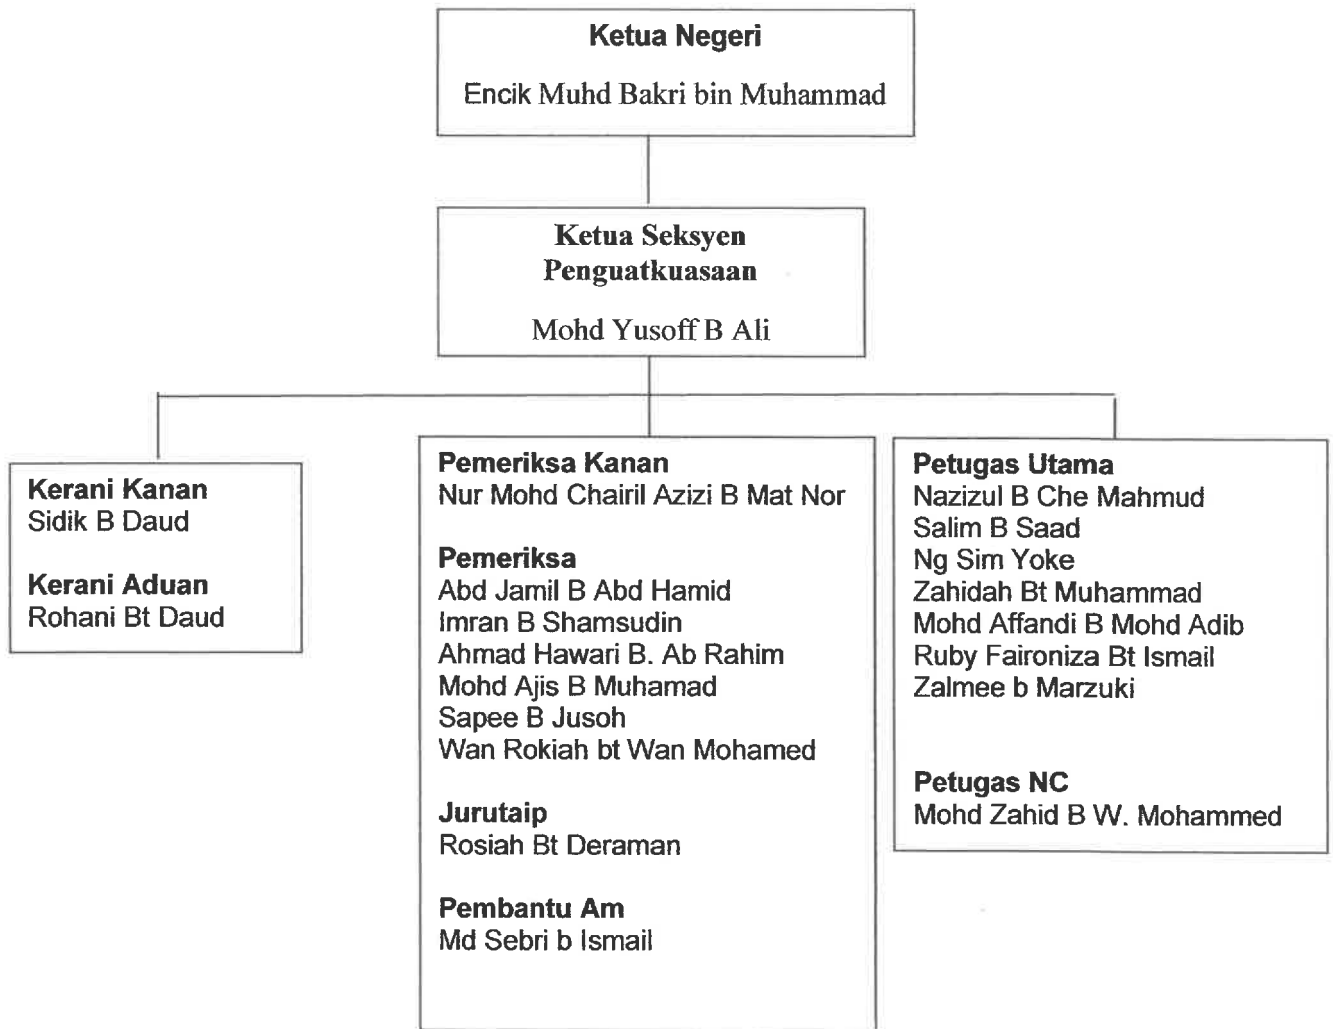 Ketua Negeri
Encik Muhd Bakri bin Muhammad
Ketua Seksyen
Penguatkuasaan
Mohd Yusoff B Ali
Kerani Kanan
Sidik B Daud
Kerani Aduan
Rohani Bt Daud
Pemeriksa Kanan
Nur Mohd Chairil Azizi B Mat Nor
Pemeriksa
Abd Jamil B Abd Hamid
Imran B Shamsudin
Ahmad Hawari B. Ab Rahim
Mohd Ajis B Muhamad
Sapee B Jusoh
Wan Rokiah bt Wan Mohamed
Jurutaip
Rosiah Bt Deraman
Pembantu Am
Md Sebri b Ismail
Petugas Utama
Nazizul B Che Mahmud
Salim B Saad
Ng Sim Yoke
Zahidah Bt Muhammad
Mohd Affandi B Mohd Adib
Ruby Faironiza Bt Ismail
Zalmee b Marzuki
Petugas NC
Mohd Zahid B W. Mohammed